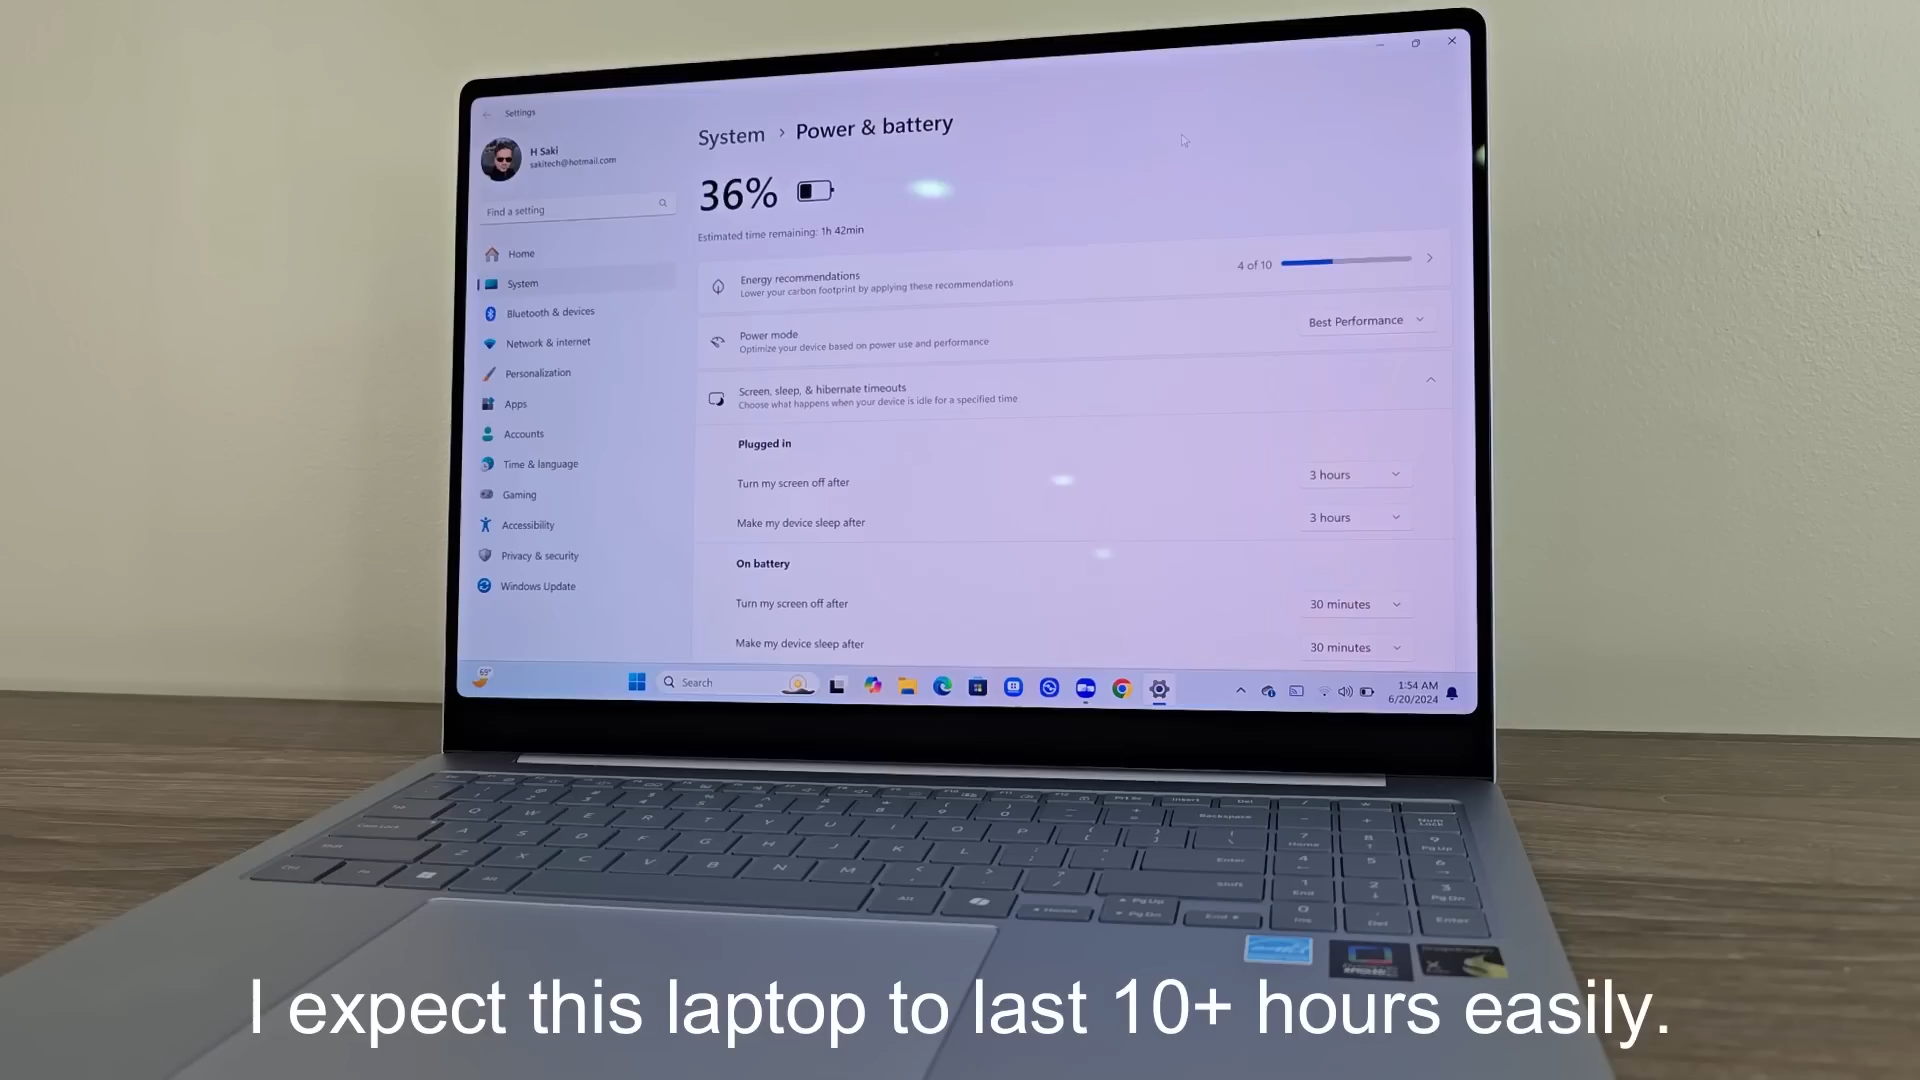 Settings
H Saki
sakitech@hotmail.com
Find a setting
Home
System
Bluetooth & devices
Network & internet
Personalization
Apps
Accounts
Time & language
Gaming
Accessibility
Privacy & security
Windows Update
System > Power & battery
36%
Estimated time remaining: 1h 42min
Energy recommendations
Lower your carbon footprint by applying these recommendations
4 of 10
Power mode
Optimize your device based on power use and performance
Best Performance
Screen, sleep, & hibernate timeouts
Choose what happens when your device is idle for a specified time
Plugged in
Turn my screen off after 3 hours
Make my device sleep after 3 hours
On battery
Turn my screen off after 30 minutes
Make my device sleep after 30 minutes
69°
Search
1:54 AM
6/20/2024
Q W E R T Y U I O P
A S D F G H J K L
Z X C V B N M
Backspace
Enter
Shift
I expect this laptop to last 10+ hours easily.